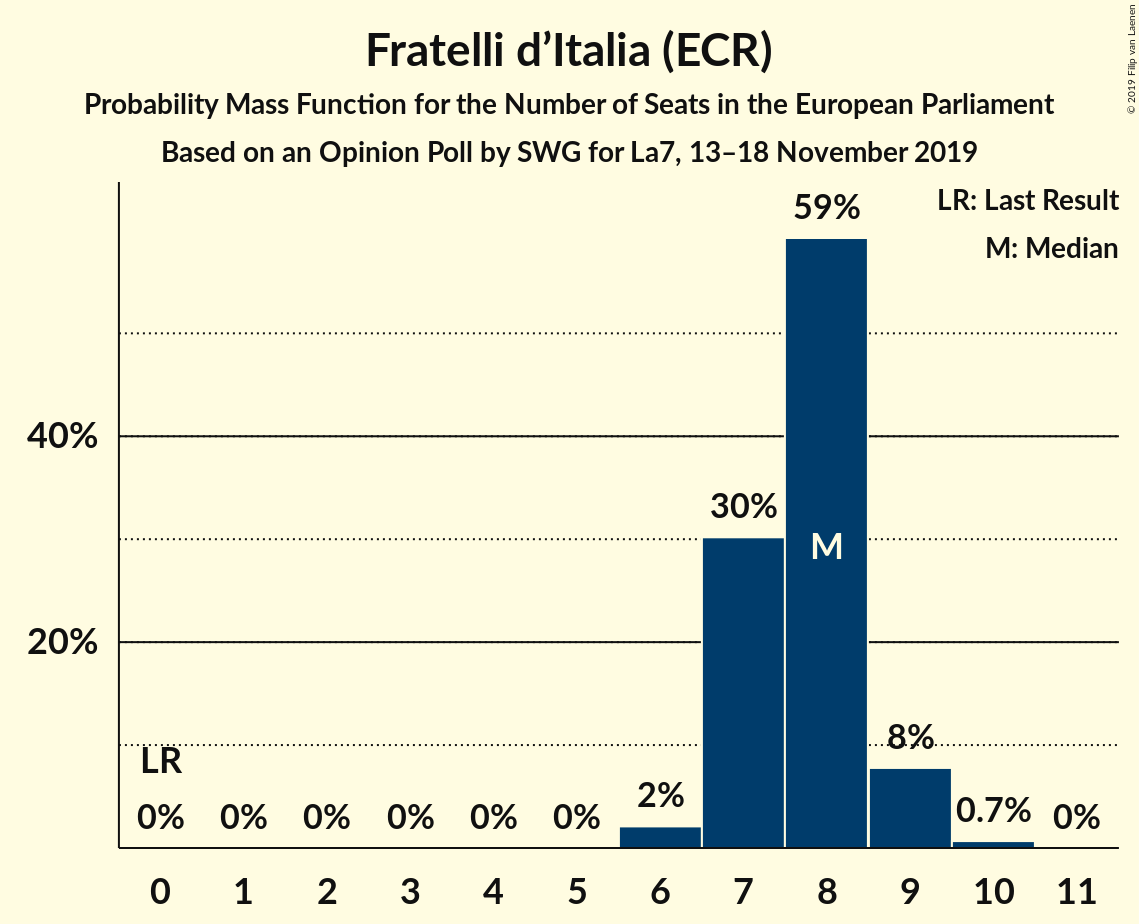 Fratelli d’Italia (ECR)
Probability Mass Function for the Number of Seats in the European Parliament
Based on an Opinion Poll by SWG for La7, 13–18 November 2019
© 2019 Filip van Laenen
LR: Last Result
M: Median
59%
40%
30%
M
20%
LR
8%
2%
0% 0% 0% 0% 0% 0% 0.7% 0%
0 1 2 3 4 5 6 7 8 9 10 11